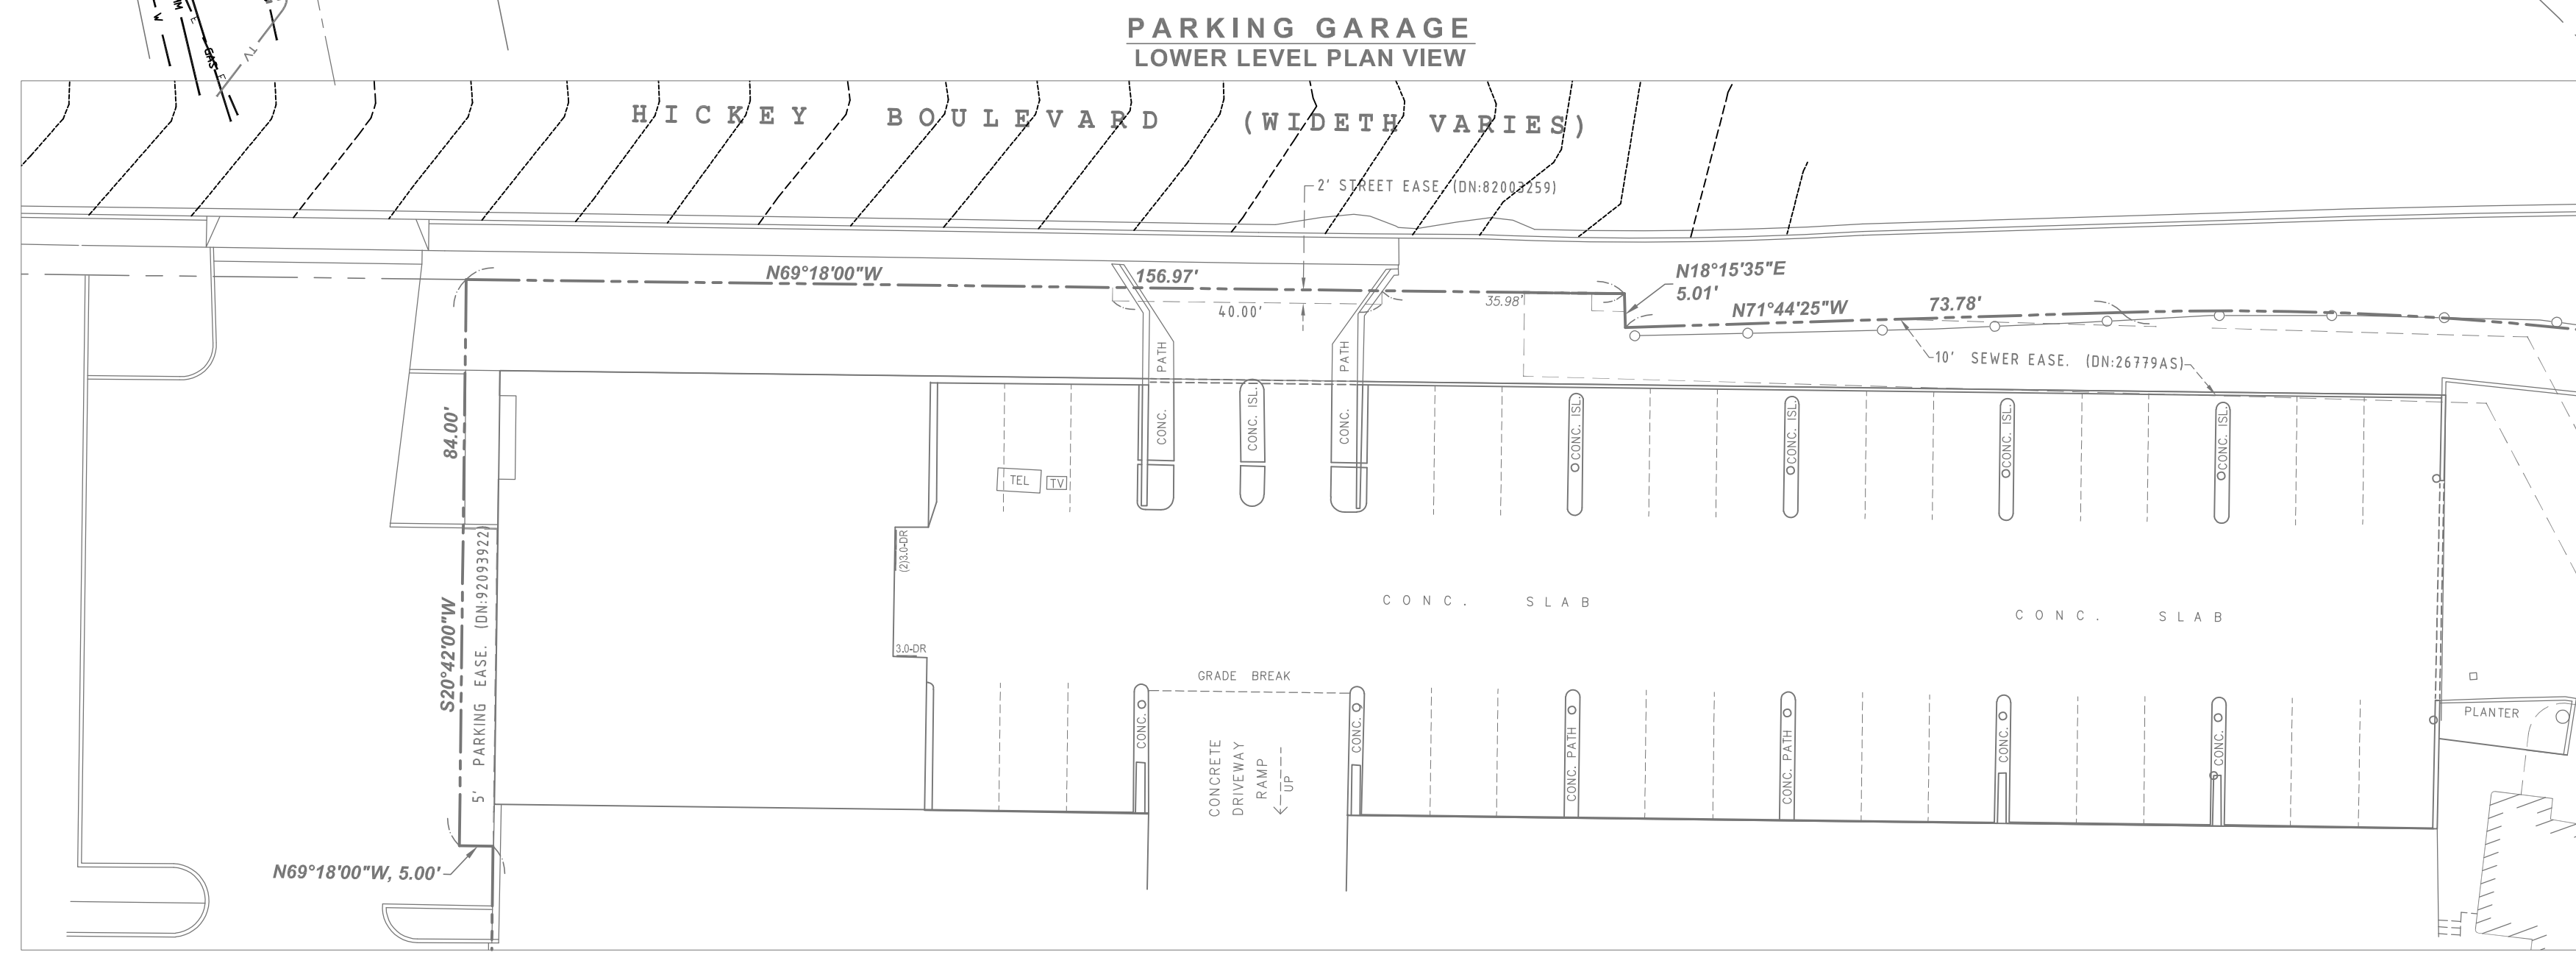 PARKING GARAGE
LOWER LEVEL PLAN VIEW
W
E
GAS
TV
HICKEY BOULEVARD (WIDETH VARIES)
2' STREET EASE. (DN:82003259)
N69°18'00"W
156.97'
40.00'
35.98'
N18°15'35"E
5.01'
N71°44'25"W
73.78'
10' SEWER EASE. (DN:26779AS)
84.00'
S20°42'00"W
5' PARKING EASE. (DN:92093922)
N69°18'00"W, 5.00'
CONC. PATH
CONC. ISL.
CONC. PATH
CONC. ISL.
CONC. ISL.
CONC. ISL.
CONC. ISL.
TEL
TV
(2)3.0-DR
3.0-DR
CONC. SLAB
CONC. SLAB
GRADE BREAK
CONC.
CONCRETE
DRIVEWAY
RAMP
UP
CONC.
CONC. PATH
CONC. PATH
CONC.
CONC.
PLANTER